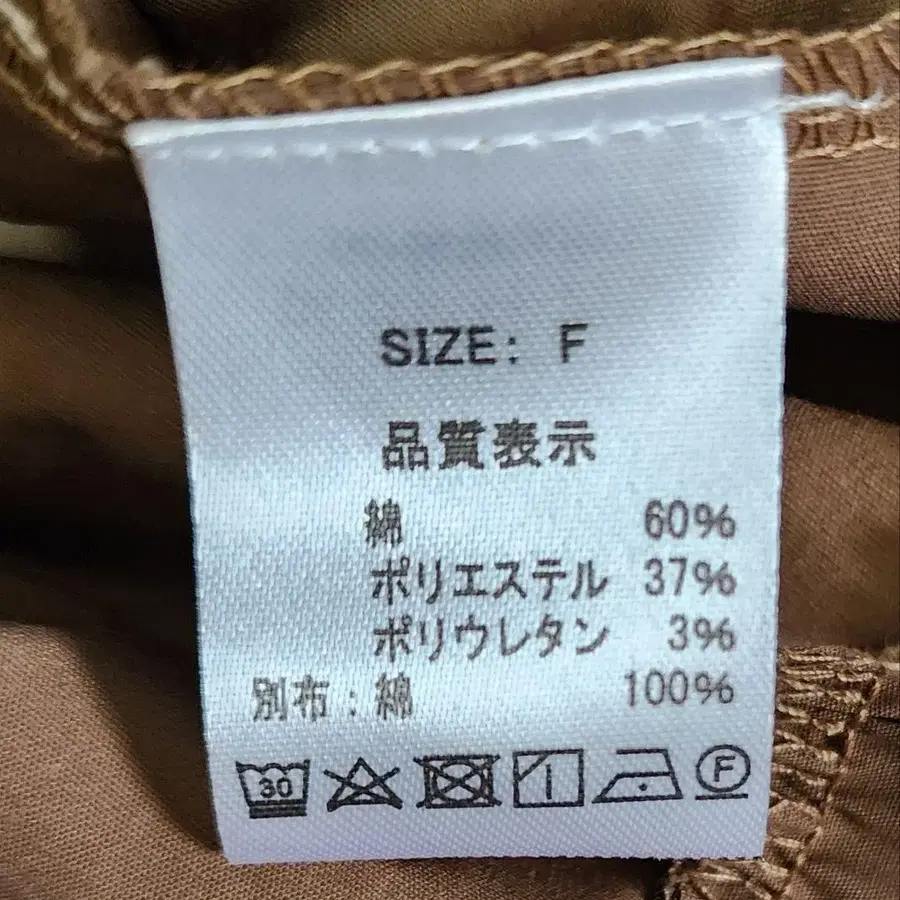 SIZE: F
品質表示
綿 60%
ポリエステル 37%
ポリウレタン 3%
別布：綿 100%
30 F